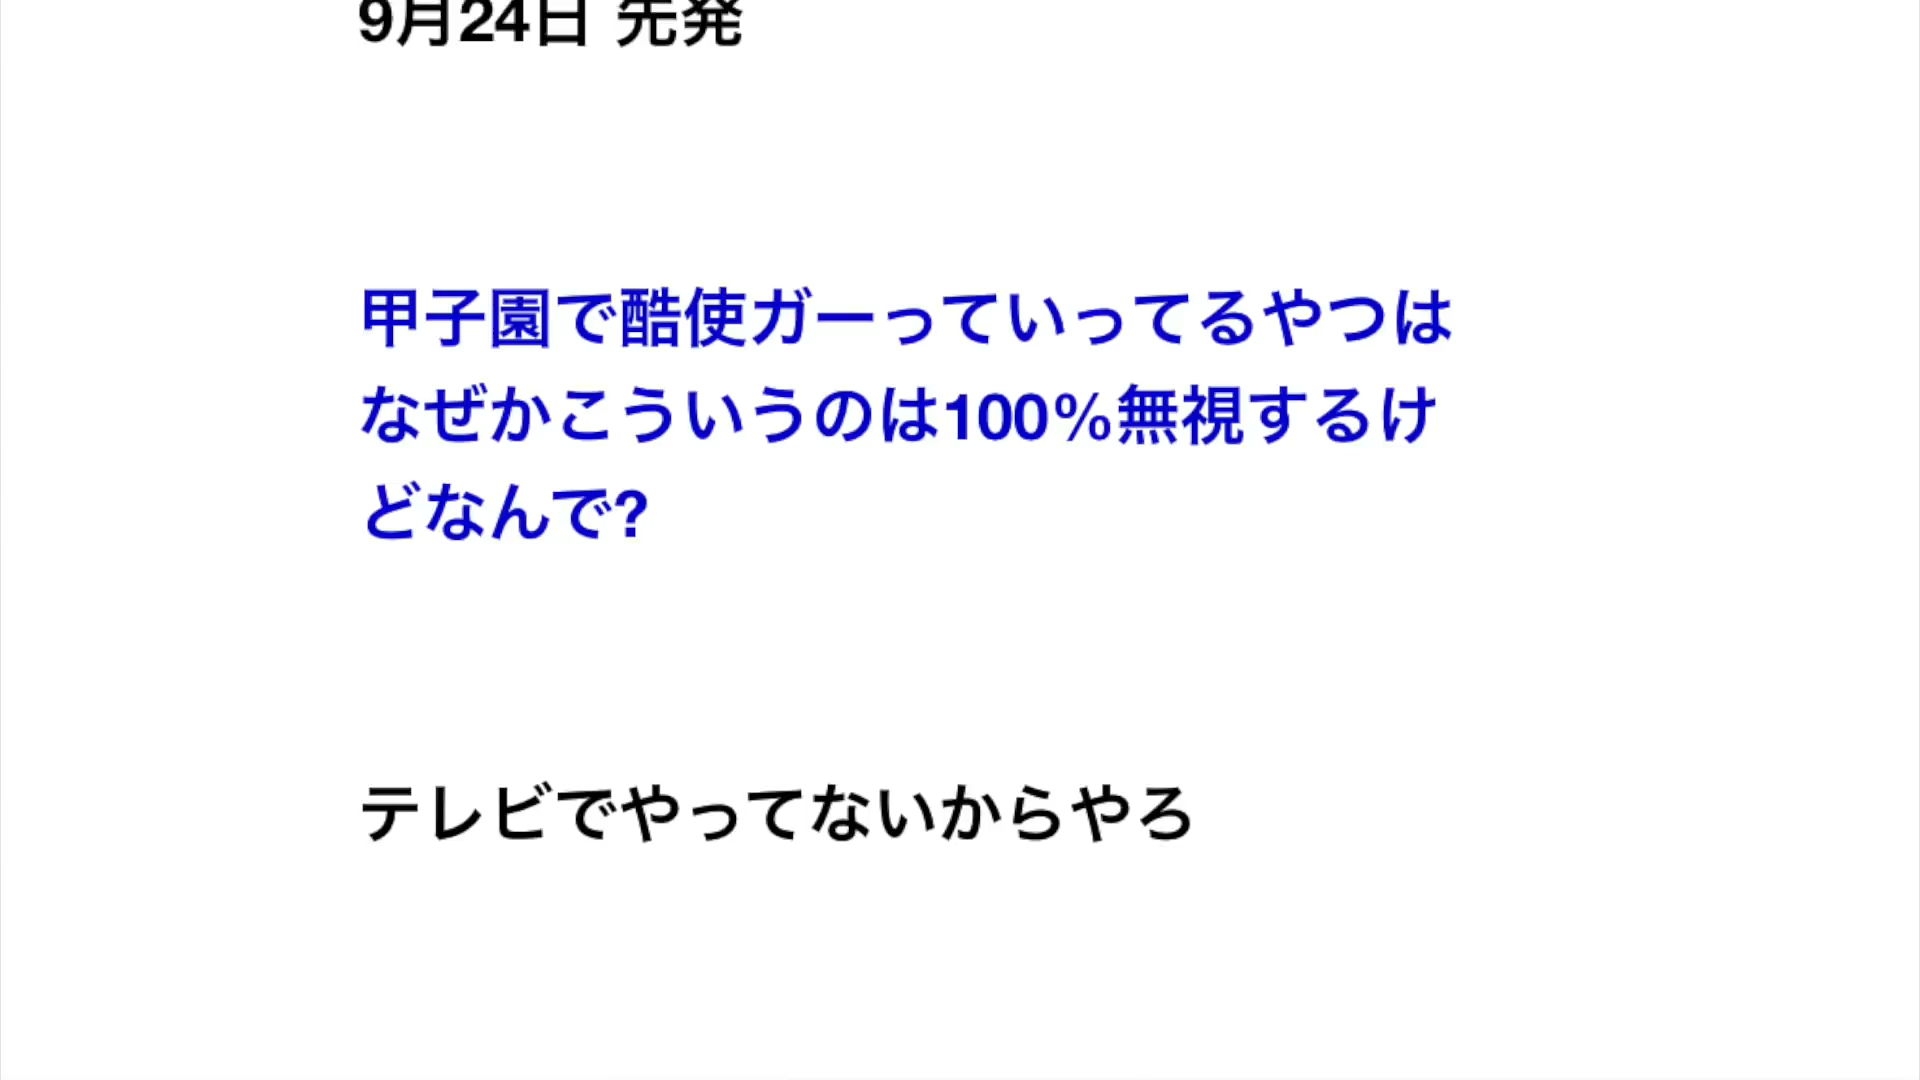 9月24日 先発
甲子園で酷使ガーっていってるやつは
なぜかこういうのは100%無視するけ
どなんで?
テレビでやってないからやろ